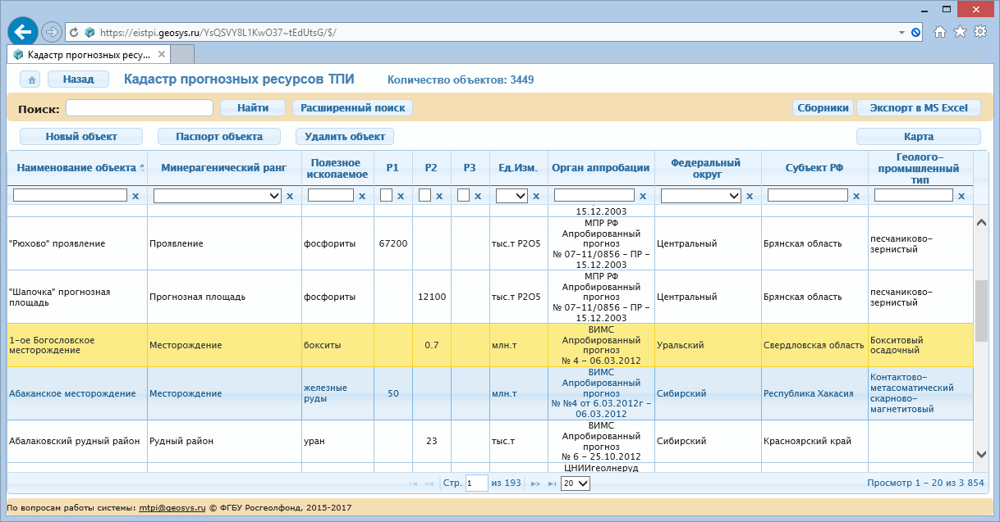 https://eistpi.geosys.ru/YsQSVY8L1KwO37~tEdUtsG/$/
Кадастр прогнозных ресу...
Назад
Кадастр прогнозных ресурсов ТПИ
Количество объектов: 3449
Поиск:
Найти
Расширенный поиск
Сборники
Экспорт в MS Excel
Новый объект
Паспорт объекта
Удалить объект
Карта
Наименование объекта
Минерагенический ранг
Полезное
ископаемое
P1
P2
P3
Ед.Изм.
Орган аппробации
Федеральный
округ
Субъект РФ
Геолого-
промышленный
тип
x
x
x
x
x
x
x
x
x
x
x
15.12.2003
"Рюхово" проявление
Проявление
фосфориты
67200
тыс.т P2O5
МПР РФ
Апробированный
прогноз
№ 07-11/0856 - ПР -
15.12.2003
Центральный
Брянская область
песчаниково-
зернистый
"Шапочка" прогнозная
площадь
Прогнозная площадь
фосфориты
12100
тыс.т P2O5
МПР РФ
Апробированный
прогноз
№ 07-11/0856 - ПР -
15.12.2003
Центральный
Брянская область
песчаниково-
зернистый
1-ое Богословское
месторождение
Месторождение
бокситы
0.7
млн.т
ВИМС
Апробированный
прогноз
№ 4 - 06.03.2012
Уральский
Свердловская область
Бокситовый
осадочный
Абаканское месторождение
Месторождение
железные
руды
50
млн.т
ВИМС
Апробированный
прогноз
№ №4 от 6.03.2012г -
06.03.2012
Сибирский
Республика Хакасия
Контактово-
метасоматический
скарново-
магнетитовый
Абалаковский рудный район
Рудный район
уран
23
тыс.т
ВИМС
Апробированный
прогноз
№ 6 - 25.10.2012
Сибирский
Красноярский край
ЦНИИгеолнеруд
Стр. 1 из 193
20
Просмотр 1 - 20 из 3 854
По вопросам работы системы: mtpi@geosys.ru © ФГБУ Росгеолфонд, 2015-2017